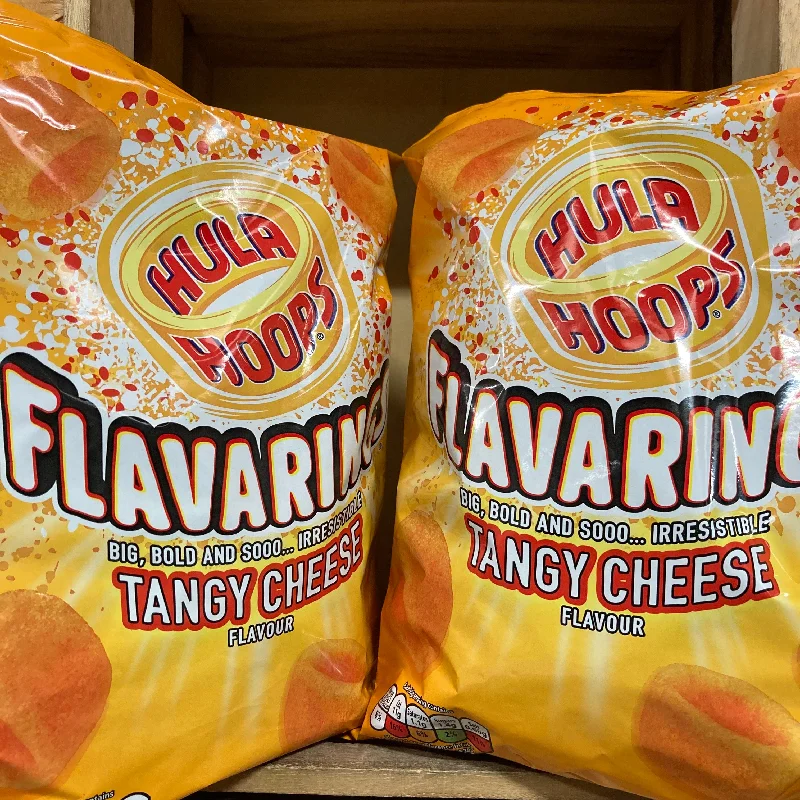 HULA
HOOPS®
FLAVARINGS
BIG, BOLD AND SOOO... IRRESISTIBLE
TANGY CHEESE
FLAVOUR
HULA
HOOPS®
FLAVARING
BIG, BOLD AND SOOO... IRRESISTIBLE
TANGY CHEESE
FLAVOUR